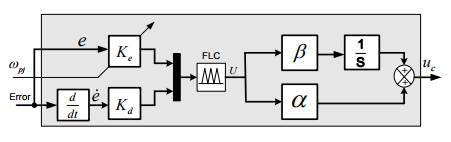 e
K_e
ω_pj
FLC
U
β
1
S
u_c
Error
d
dt
ė
K_d
α
+
+